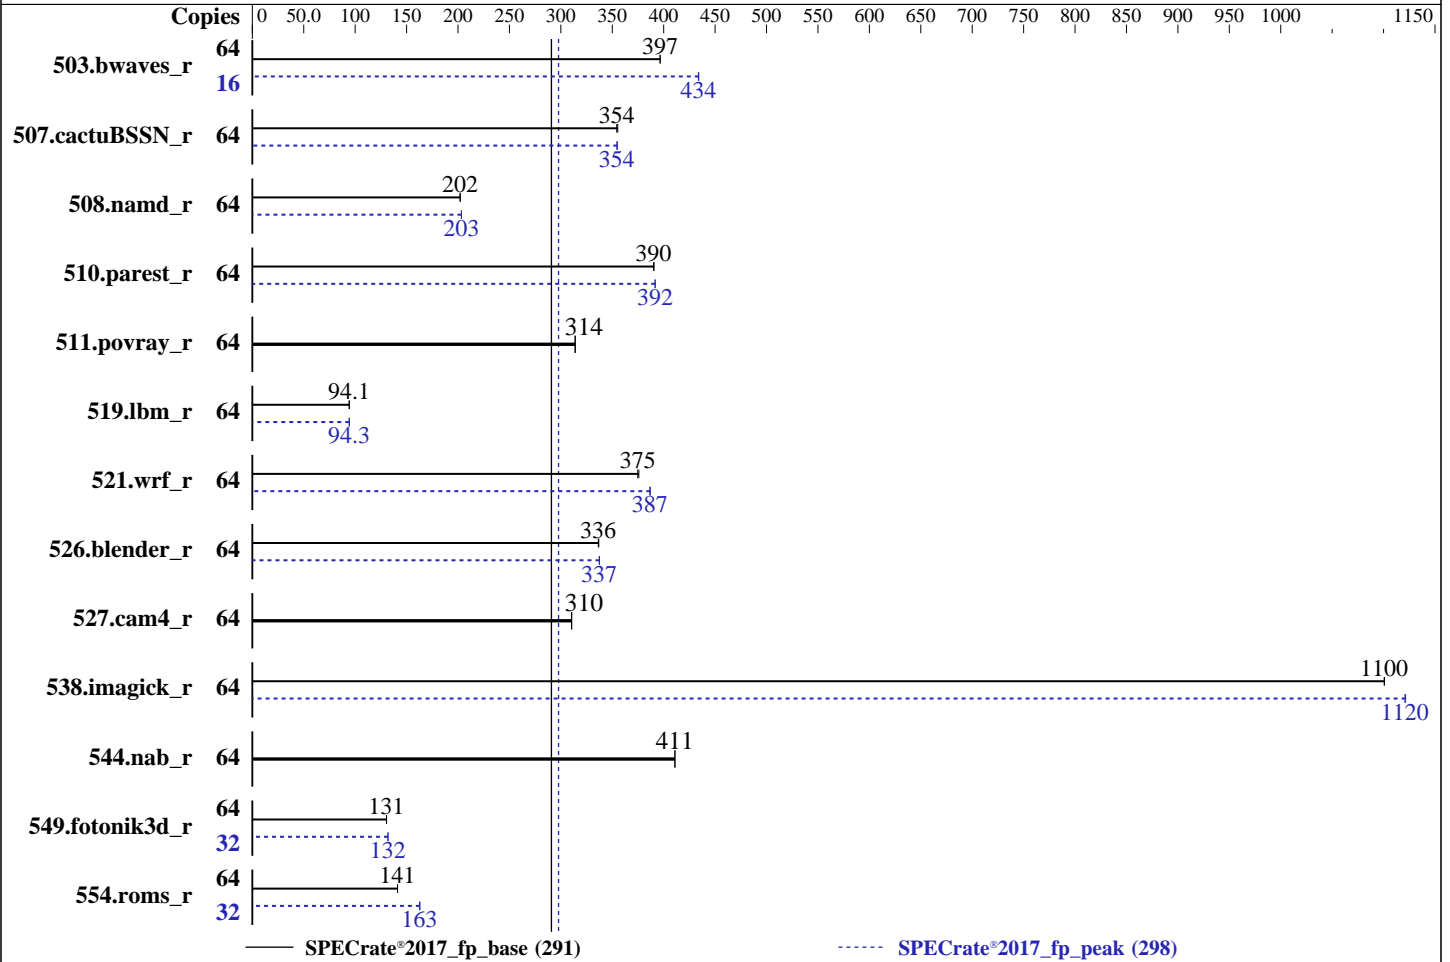 Copies 0 50.0 100 150 200 250 300 350 400 450 500 550 600 650 700 750 800 850 900 950 1000 1150
503.bwaves_r 64 397
16 434
507.cactuBSSN_r 64 354
354
508.namd_r 64 202
203
510.parest_r 64 390
392
511.povray_r 64 314
519.lbm_r 64 94.1
94.3
521.wrf_r 64 375
387
526.blender_r 64 336
337
527.cam4_r 64 310
538.imagick_r 64 1100
1120
544.nab_r 64 411
549.fotonik3d_r 64 131
32 132
554.roms_r 64 141
32 163
SPECrate®2017_fp_base (291) SPECrate®2017_fp_peak (298)